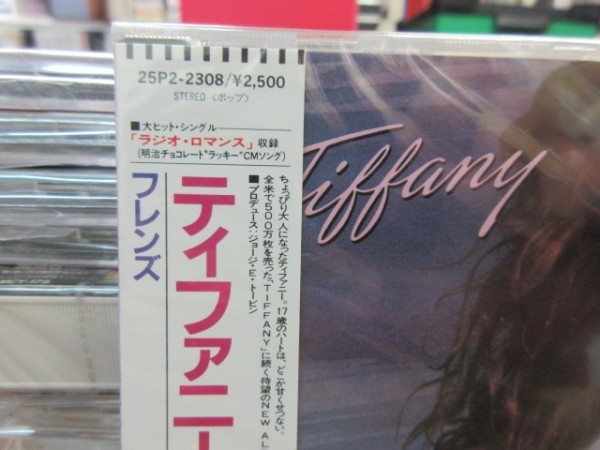 25P2-2308/¥2,500
STEREO〈ポップ〉
■大ヒット・シングル
「ラジオ・ロマンス」収録
(明治チョコレート"ラッキー"CMソング)
ティファニー
フレンズ
ちょっぴり大人になったティファニー。17歳のハートは、どこか甘くせつない。
全米で500万枚を売った「TIFFANY」に続く待望のNEW AL
■プロデュース:ジョージ・E・トービン
Tiffany